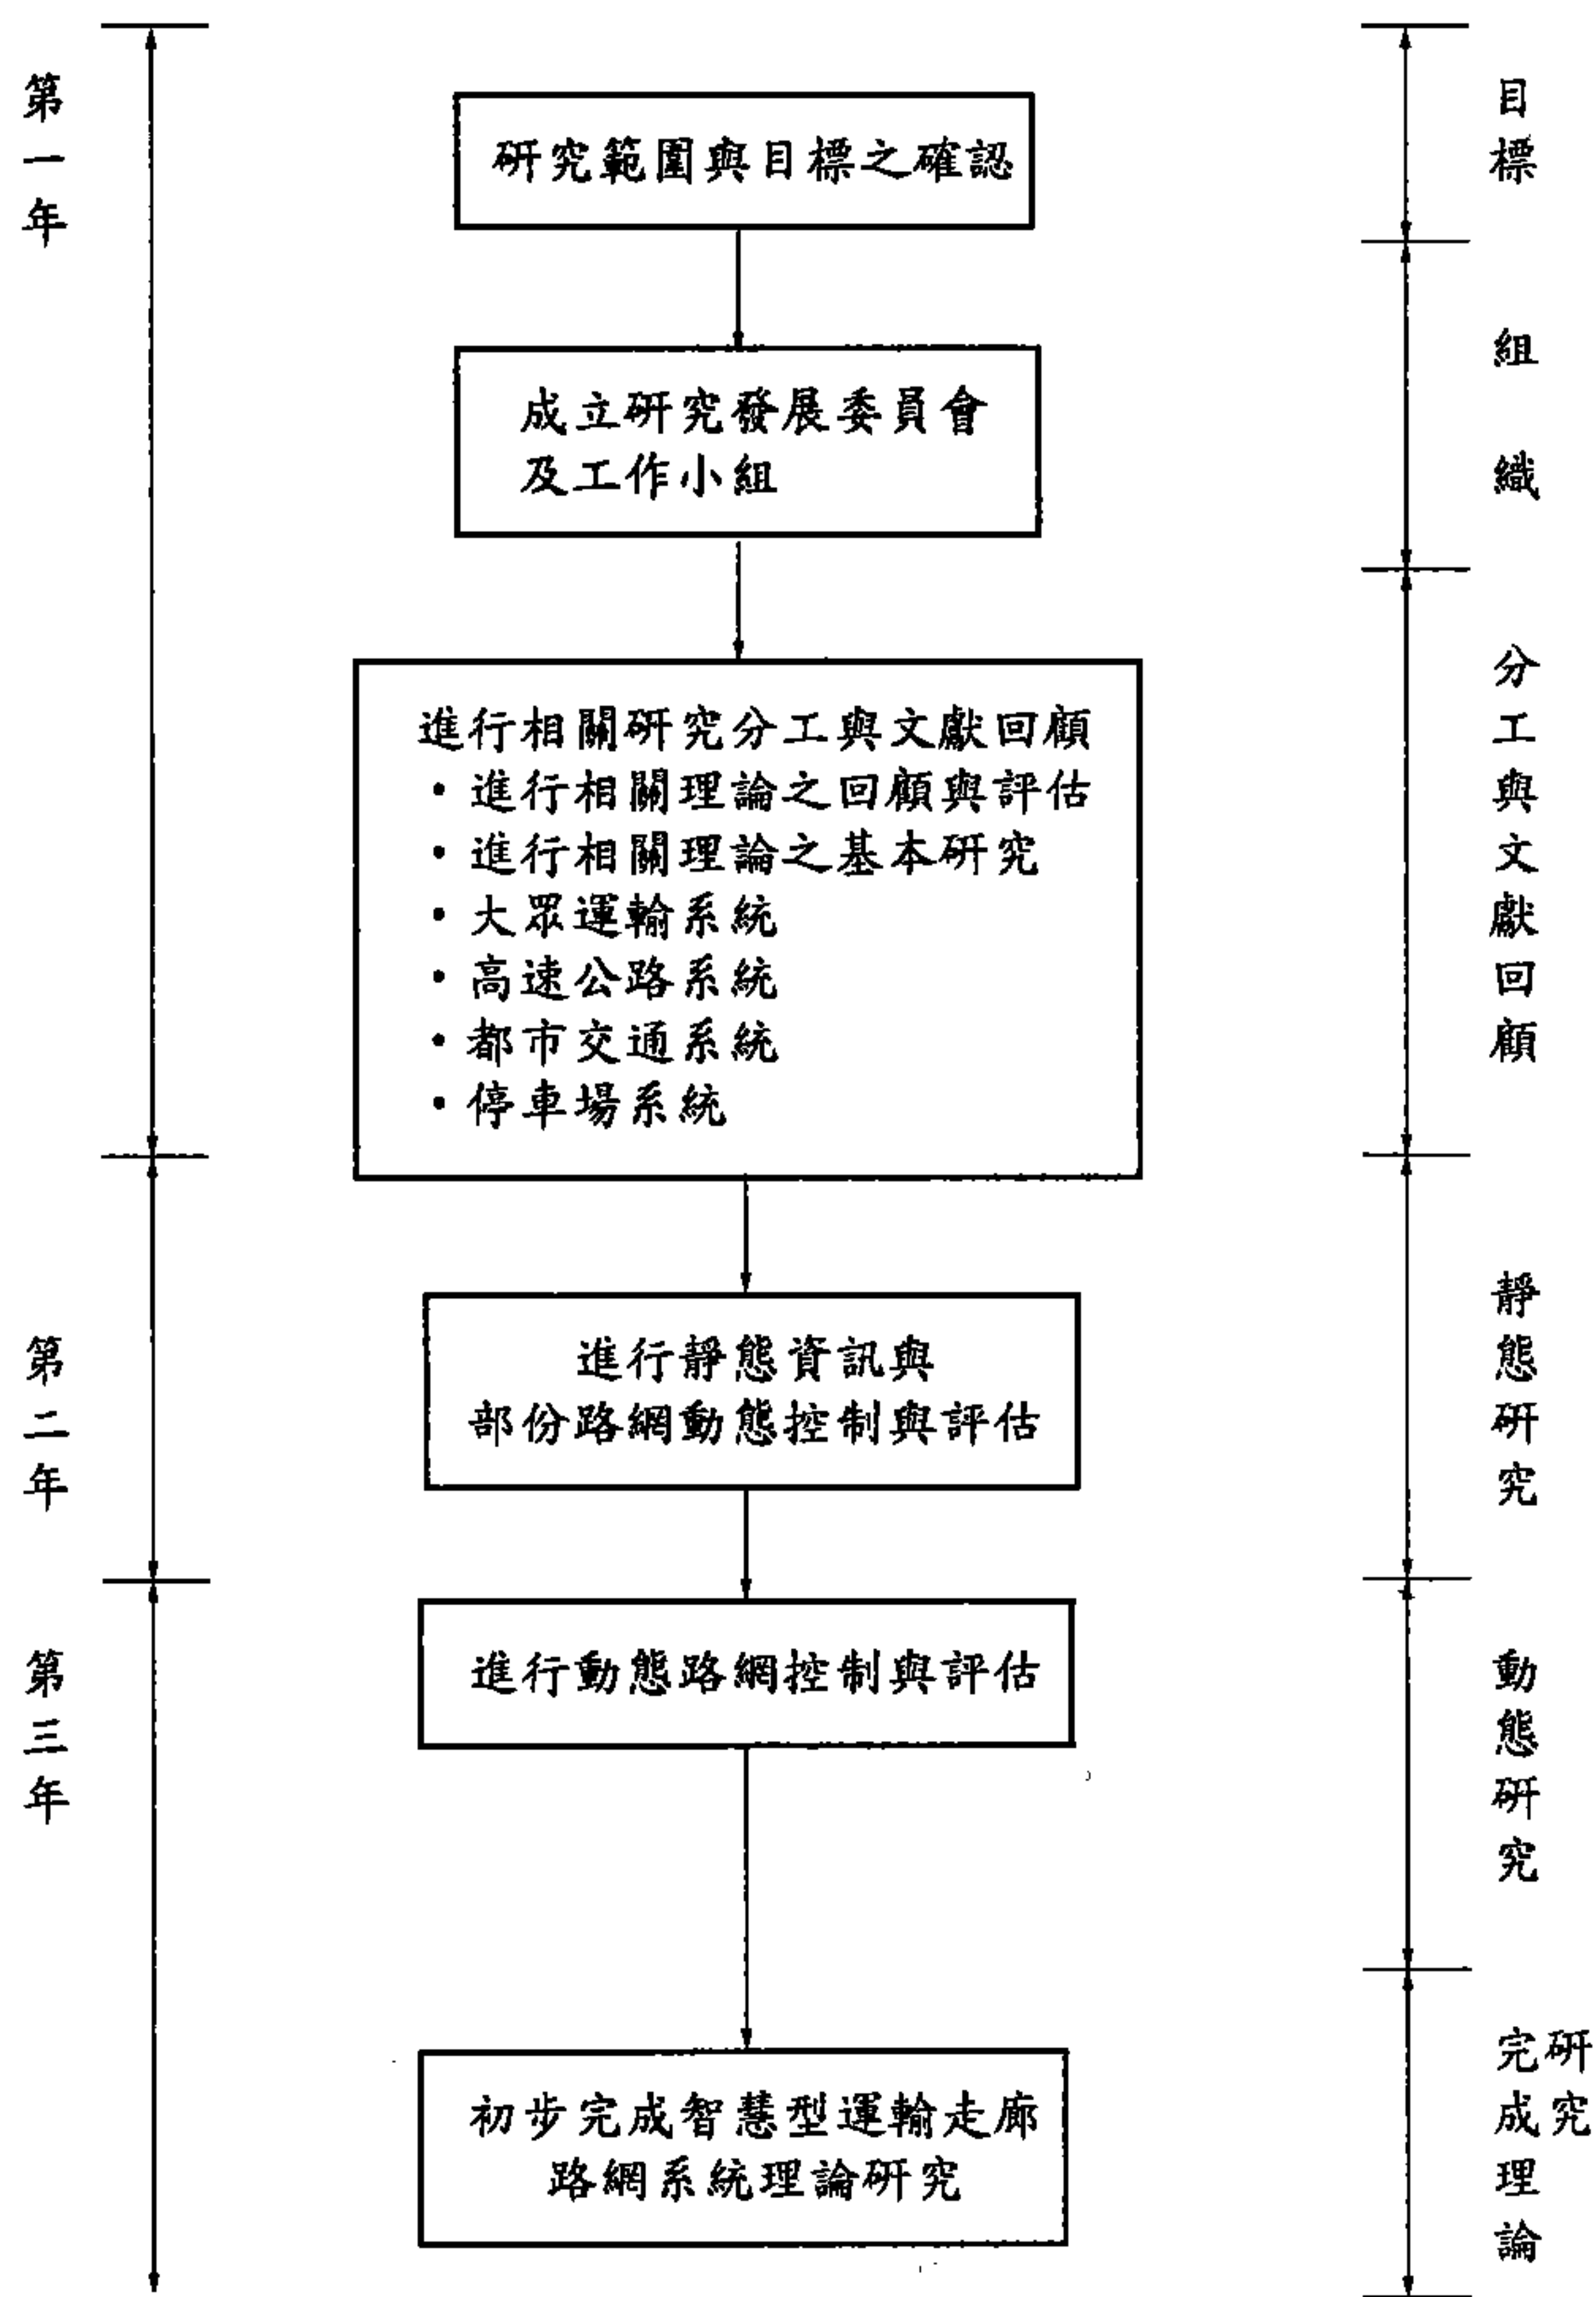 第一年
第二年
第三年
研究範圍與目標之確認
成立研究發展委員會
及工作小組
進行相關研究分工與文獻回顧
・進行相關理論之回顧與評估
・進行相關理論之基本研究
・大眾運輸系統
・高速公路系統
・都市交通系統
・停車場系統
進行靜態資訊與
部份路網動態控制與評估
進行動態路網控制與評估
初步完成智慧型運輸走廊
路網系統理論研究
目標
組織
分工與文獻回顧
靜態研究
動態研究
完成理論
研究